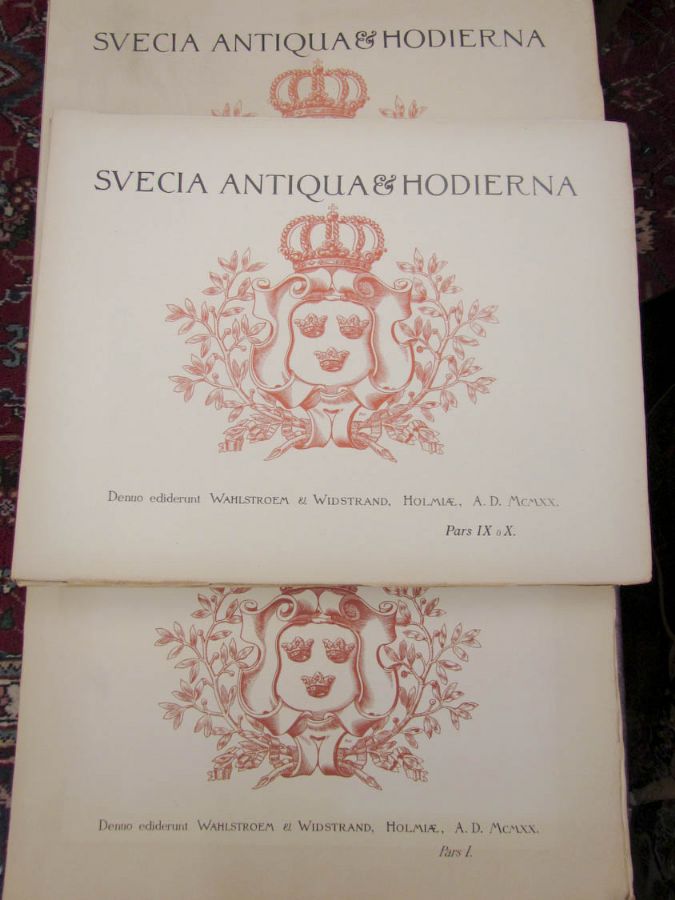 SVECIA ANTIQUA & HODIERNA
SVECIA ANTIQUA & HODIERNA
Denuo ediderunt WAHLSTROEM & WIDSTRAND, HOLMIÆ, A. D. MCMXX.
Pars IX à X.
Denuo ediderunt WAHLSTROEM & WIDSTRAND, HOLMIÆ, A. D. MCMXX.
Pars I.